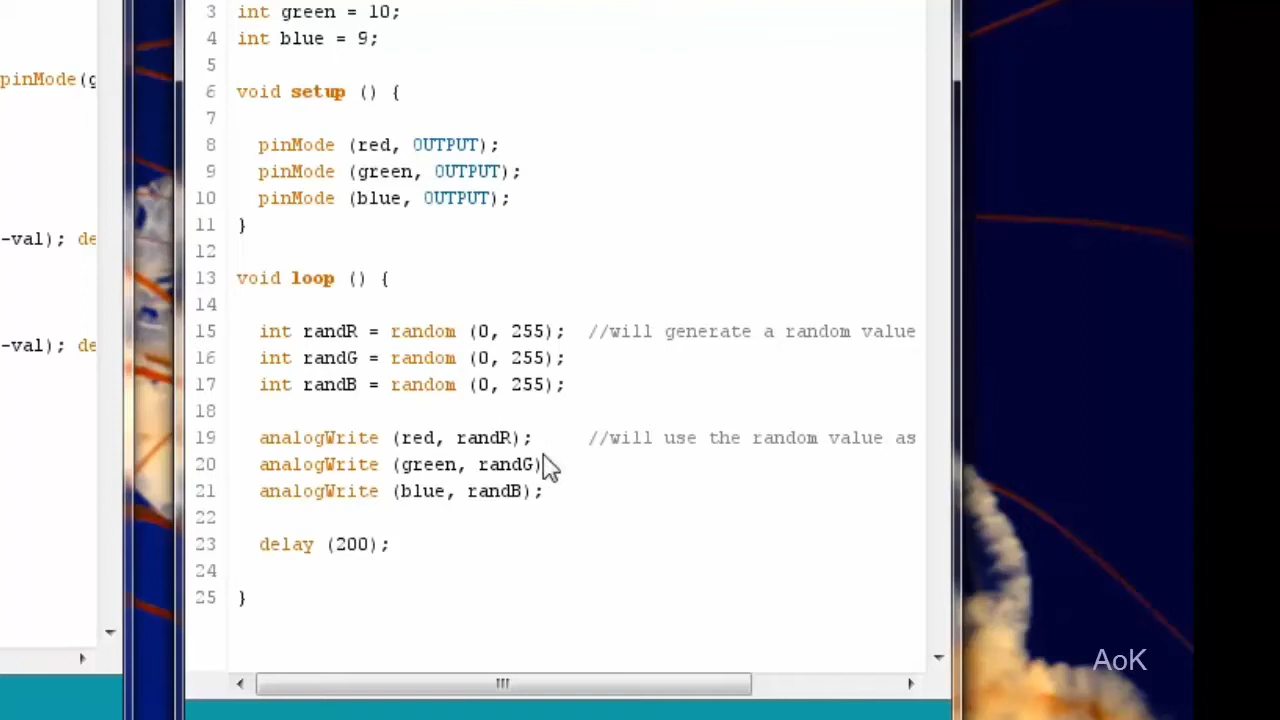 3 int green = 10;
4 int blue = 9;
5
6 void setup () {
7
8 pinMode (red, OUTPUT);
9 pinMode (green, OUTPUT);
10 pinMode (blue, OUTPUT);
11 }
12
13 void loop () {
14
15 int randR = random (0, 255); //will generate a random value
16 int randG = random (0, 255);
17 int randB = random (0, 255);
18
19 analogWrite (red, randR); //will use the random value as
20 analogWrite (green, randG)
21 analogWrite (blue, randB);
22
23 delay (200);
24
25 }
pinMode(g
-val); de
-val); de
AoK